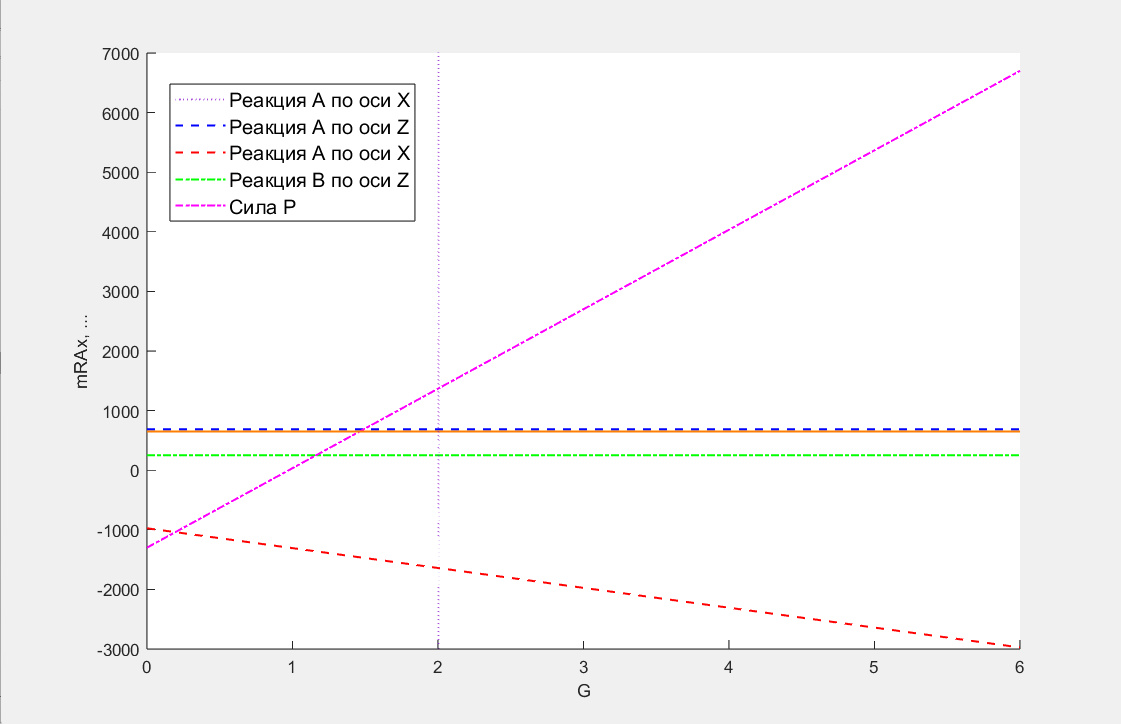 7000
6000
5000
4000
3000
2000
1000
0
-1000
-2000
-3000
mRAx, ...
Реакция А по оси X
Реакция А по оси Z
Реакция А по оси X
Реакция В по оси Z
Сила Р
0 1 2 3 4 5 6
G